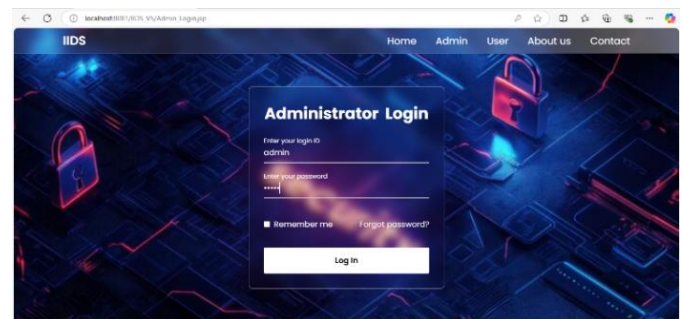 IIDS
Home Admin User About us Contact
Administrator Login
Enter your login ID
admin
Enter your password
•••••
Remember me Forgot password?
Log In